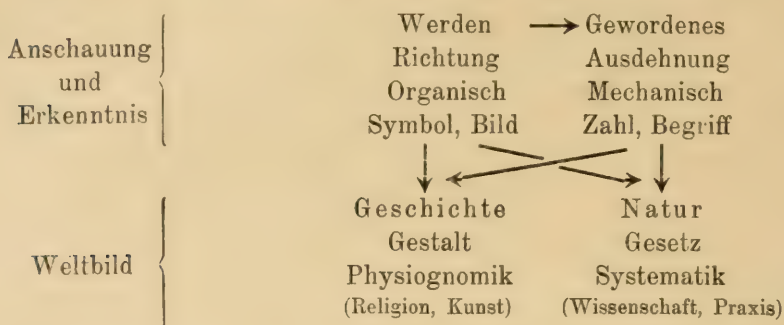 Werden → Gewordenes
Anschauung Richtung Ausdehnung
und Organisch Mechanisch
Erkenntnis Symbol, Bild Zahl, Begriff
Geschichte Natur
Gestalt Gesetz
Weltbild Physiognomik Systematik
(Religion, Kunst) (Wissenschaft, Praxis)